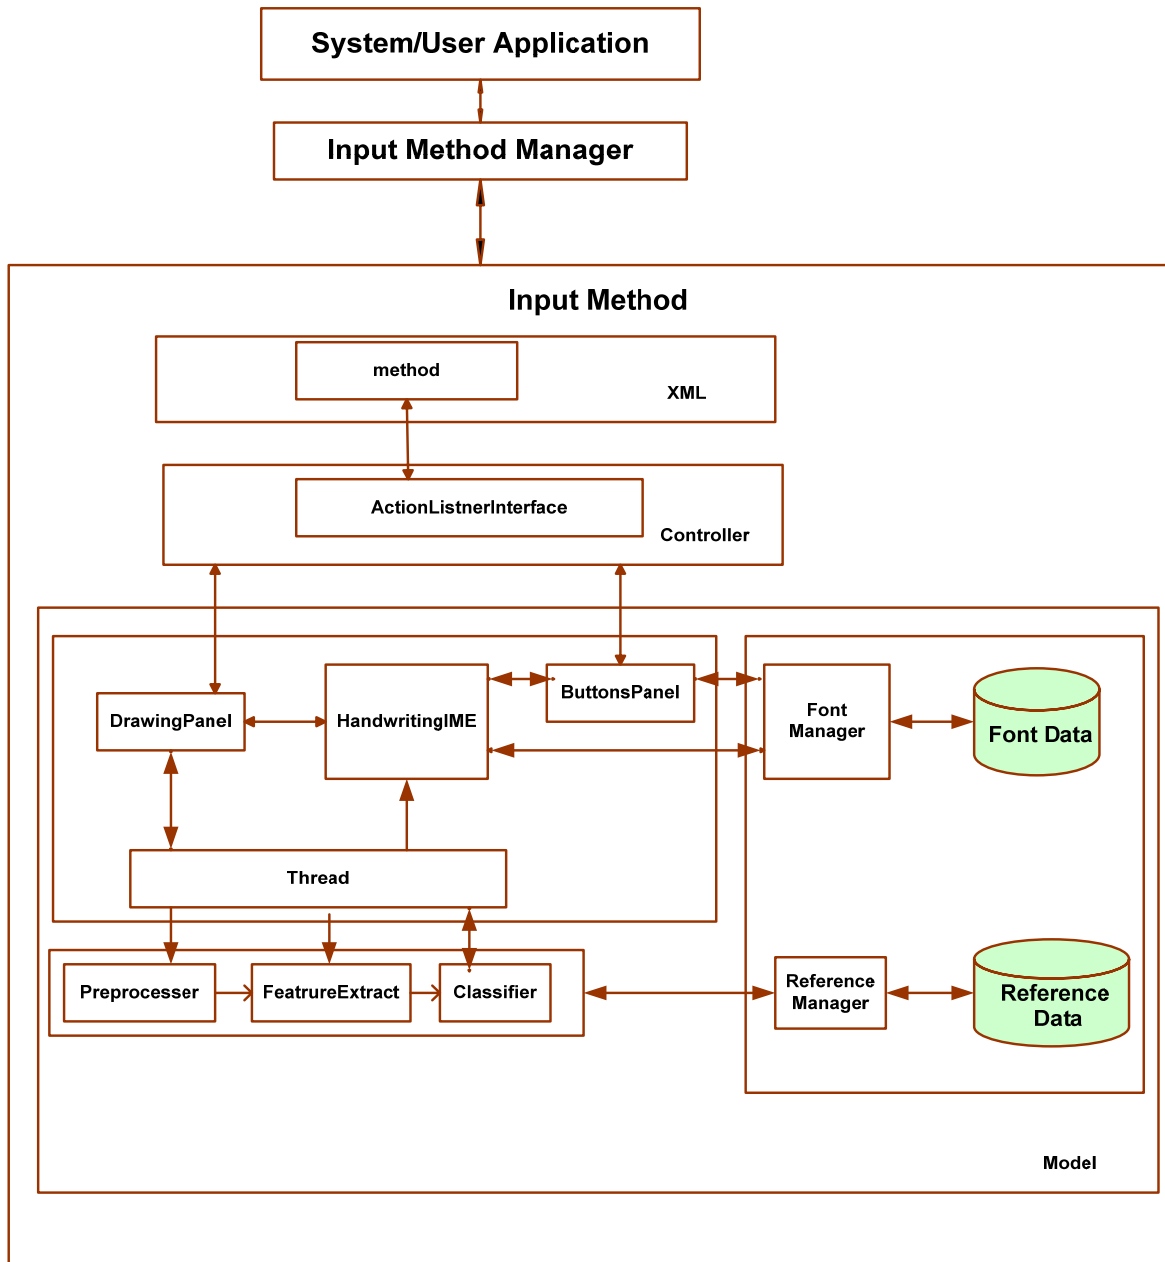 System/User Application
Input Method Manager
Input Method
method
XML
ActionListnerInterface
Controller
DrawingPanel
HandwritingIME
ButtonsPanel
Font
Manager
Font Data
Thread
Preprocesser
FeatrureExtract
Classifier
Reference
Manager
Reference
Data
Model